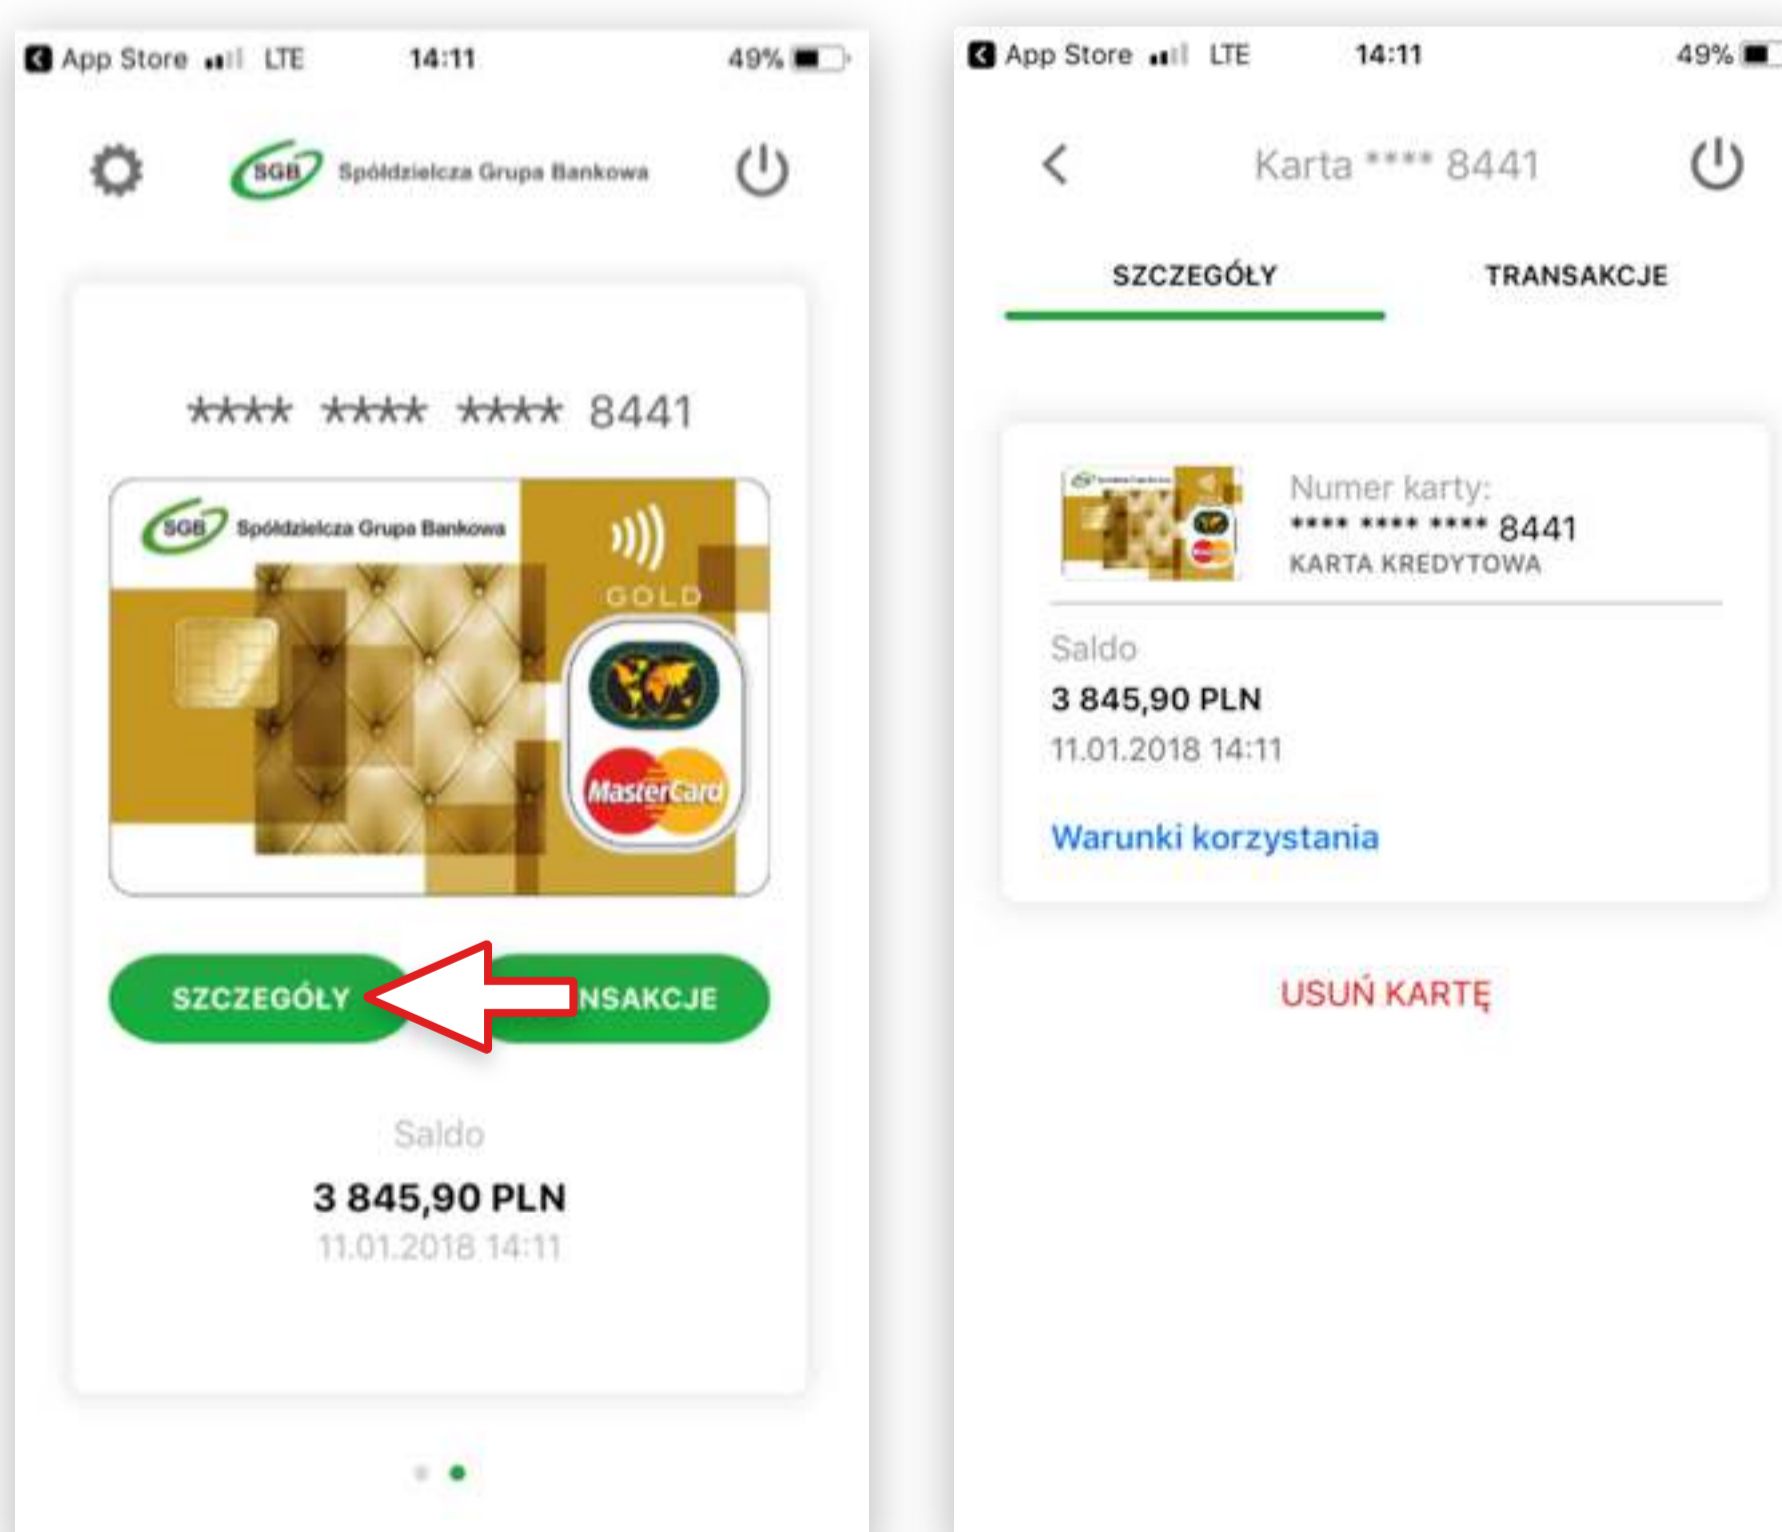 App Store LTE 14:11 49%
SGB Spółdzielcza Grupa Bankowa
**** **** **** 8441
SGB Spółdzielcza Grupa Bankowa
GOLD
MasterCard
SZCZEGÓŁY NSAKCJE
Saldo
3 845,90 PLN
11.01.2018 14:11
App Store LTE 14:11 49%
Karta **** 8441
SZCZEGÓŁY TRANSAKCJE
Numer karty:
**** **** **** 8441
KARTA KREDYTOWA
Saldo
3 845,90 PLN
11.01.2018 14:11
Warunki korzystania
USUŃ KARTĘ